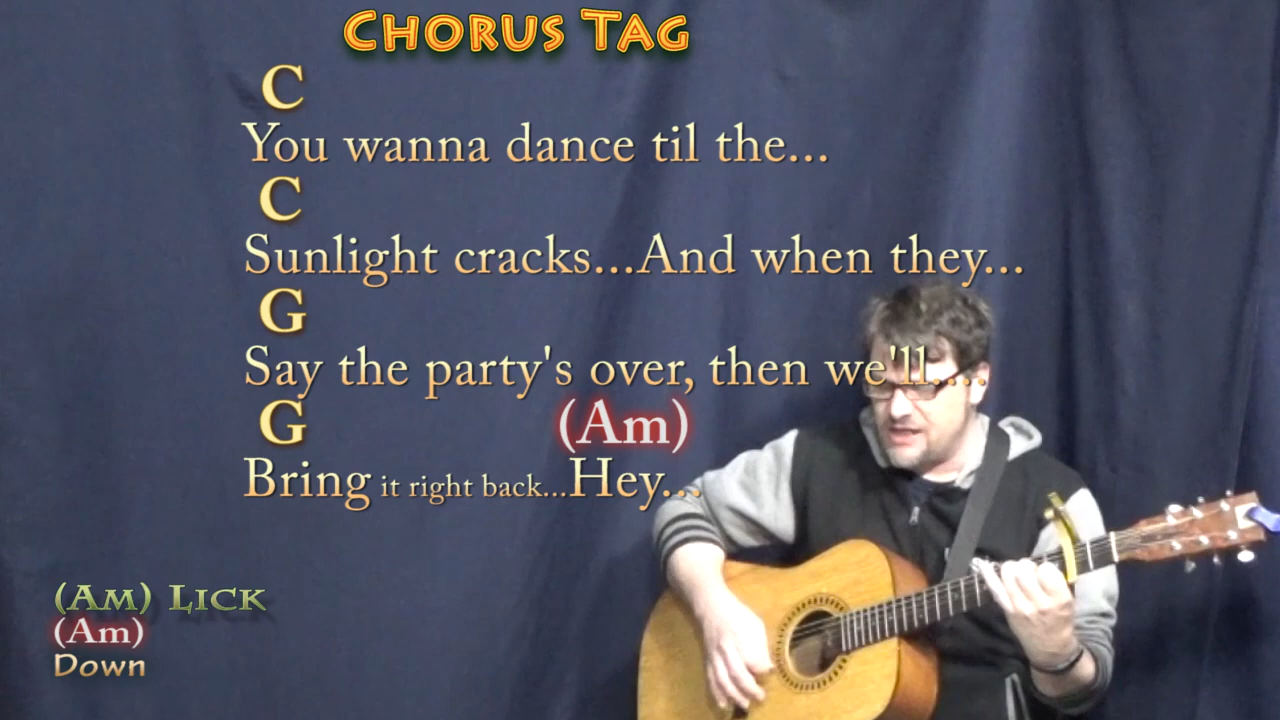 Chorus Tag
C
You wanna dance til the...
C
Sunlight cracks...And when they...
G
Say the party's over, then we'll....
G (Am)
Bring it right back...Hey...
(Am) Lick
(Am)
Down